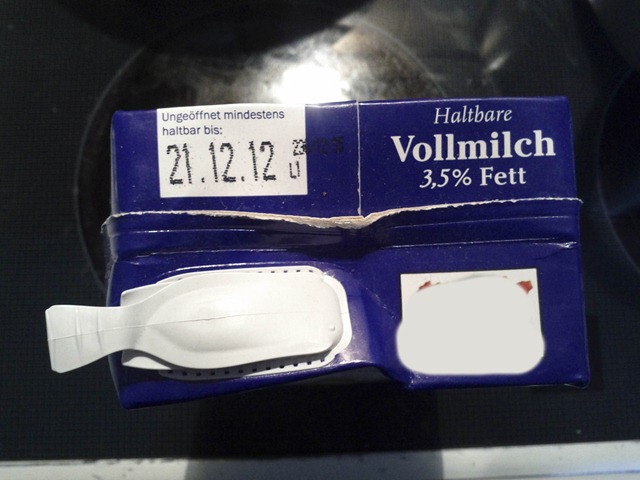 Ungeöffnet mindestens
haltbar bis:
21.12.12
U
Haltbare
Vollmilch
3,5% Fett